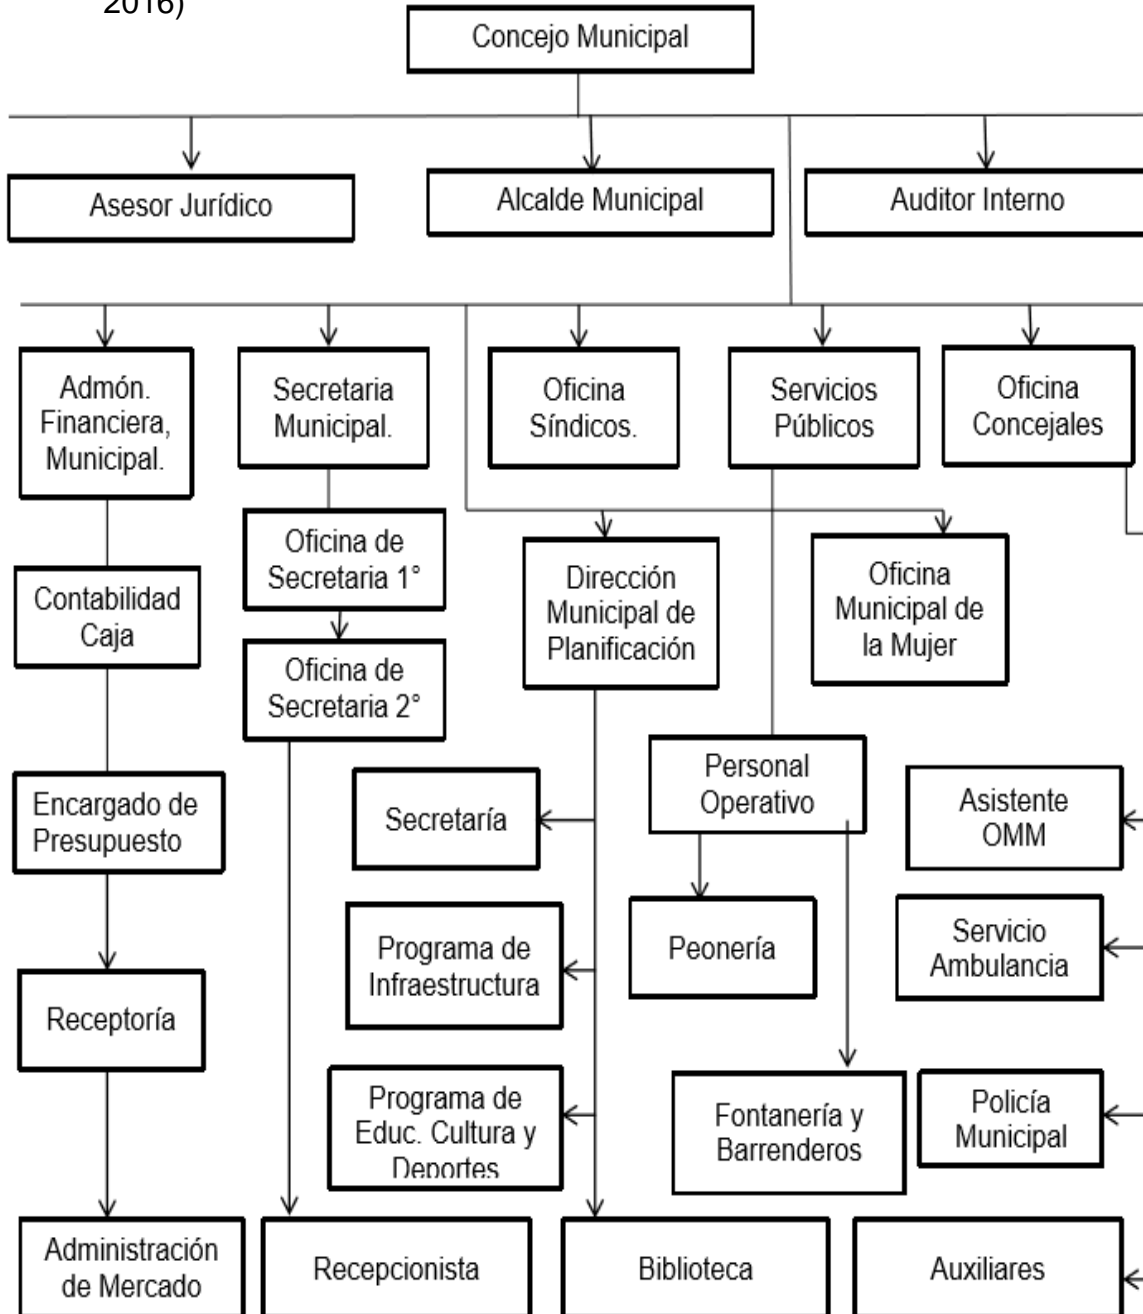 2016)
Concejo Municipal
Asesor Jurídico
Alcalde Municipal
Auditor Interno
Admón.
Financiera,
Municipal.
Secretaria
Municipal.
Oficina
Síndicos.
Servicios
Públicos
Oficina
Concejales
Oficina de
Secretaria 1°
Dirección
Municipal de
Planificación
Oficina
Municipal de
la Mujer
Contabilidad
Caja
Oficina de
Secretaria 2°
Personal
Operativo
Encargado de
Presupuesto
Secretaría
Asistente
OMM
Programa de
Infraestructura
Peonería
Servicio
Ambulancia
Receptoría
Programa de
Educ. Cultura y
Deportes
Fontanería y
Barrenderos
Policía
Municipal
Administración
de Mercado
Recepcionista
Biblioteca
Auxiliares